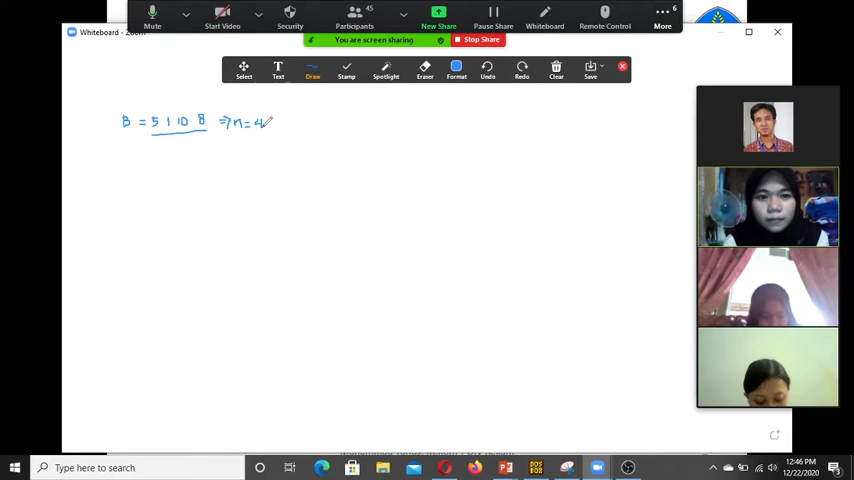 Mute
Start Video
Security
Participants
45
New Share
Pause Share
Whiteboard
Remote Control
More
6
Whiteboard - Zoom
You are screen sharing
Stop Share
Select
Text
Draw
Stamp
Spotlight
Eraser
Format
Undo
Redo
Clear
Save
B = 5 1 10 8 ⇒ n = 4
Type here to search
12:46 PM
12/22/2020